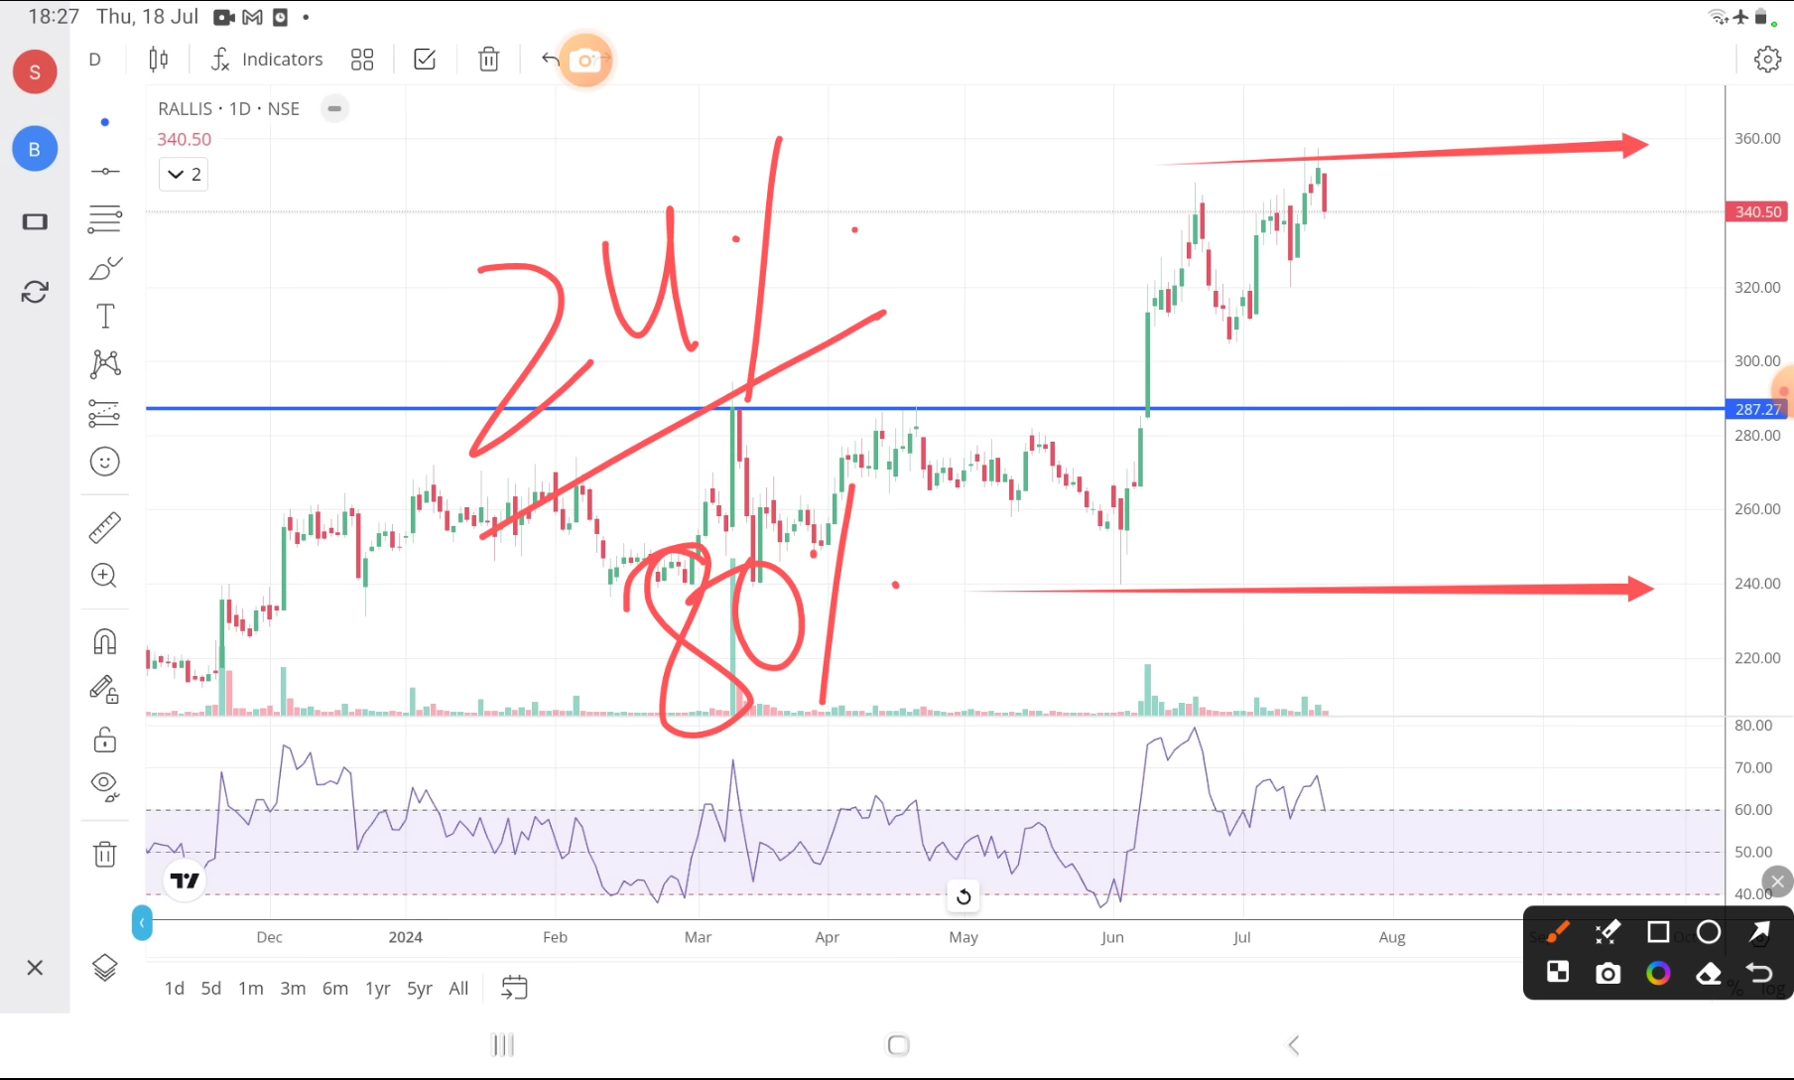 18:27 Thu, 18 Jul
S
B
D Indicators
RALLIS · 1D · NSE
340.50
2
24%
80%
360.00
340.50
320.00
300.00
287.27
280.00
260.00
240.00
220.00
80.00
70.00
60.00
50.00
40.00
Dec 2024 Feb Mar Apr May Jun Jul Aug
1d 5d 1m 3m 6m 1yr 5yr All
% log